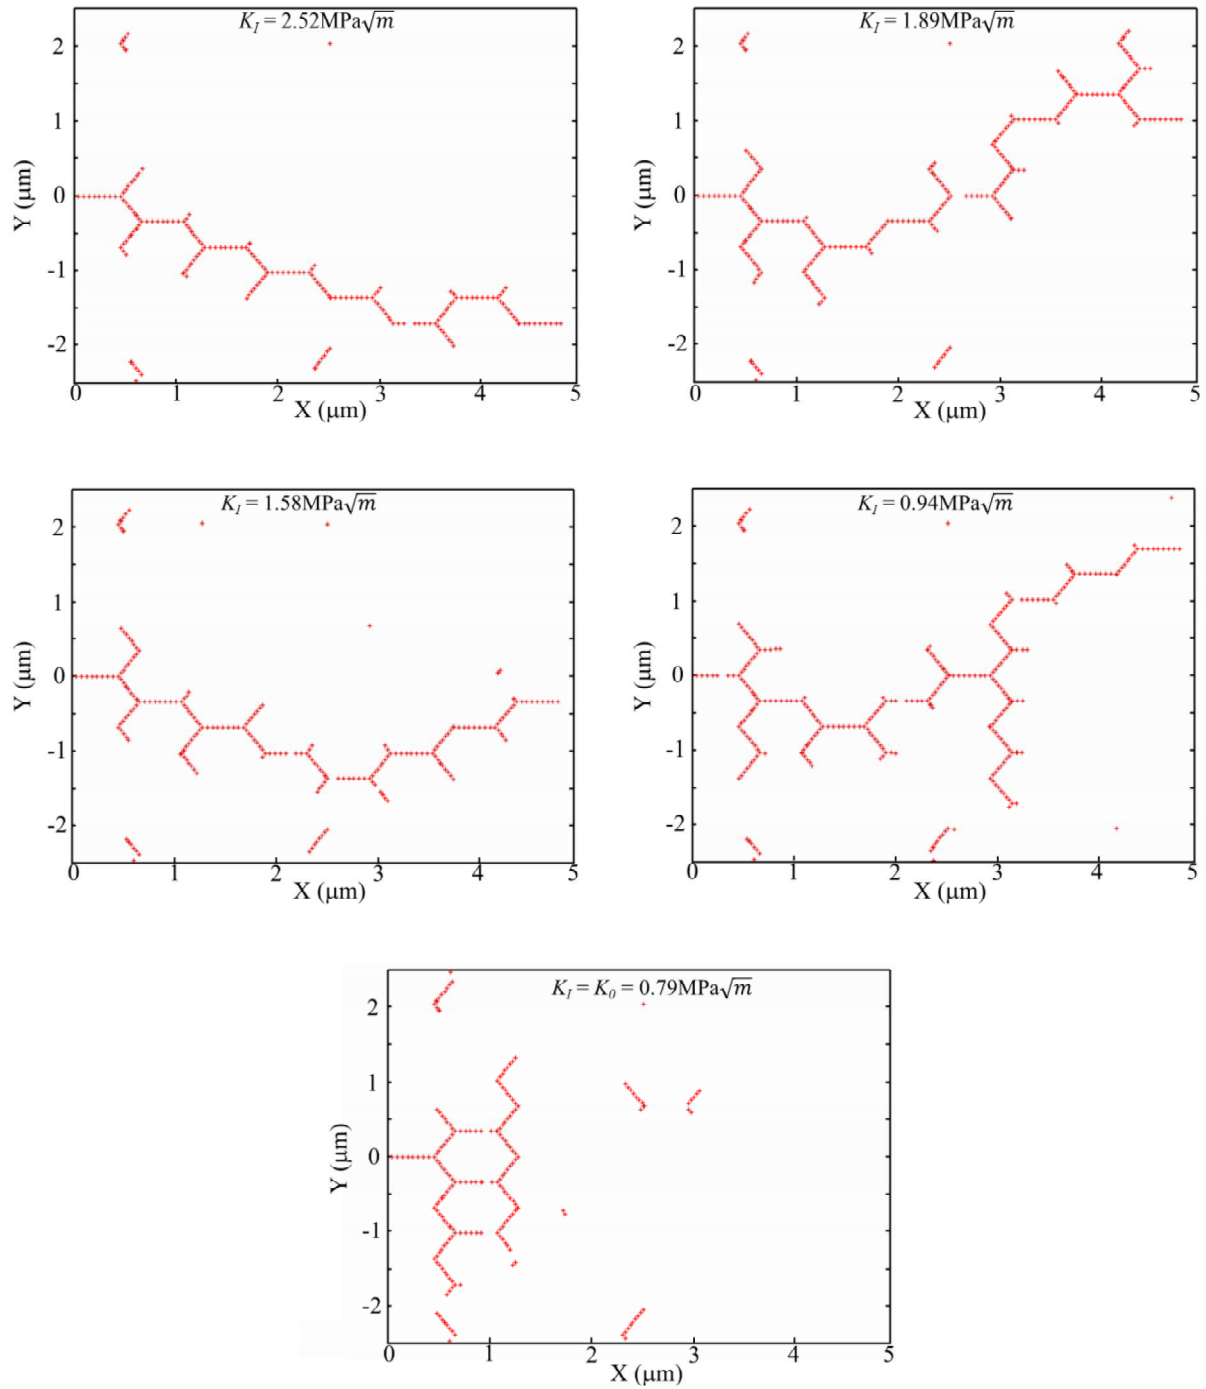 K_I = 2.52MPa√m
2
1
0
-1
-2
Y (μm)
0 1 2 3 4 5
X (μm)
K_I = 1.89MPa√m
2
1
0
-1
-2
Y (μm)
0 1 2 3 4 5
X (μm)
K_I = 1.58MPa√m
2
1
0
-1
-2
Y (μm)
0 1 2 3 4 5
X (μm)
K_I = 0.94MPa√m
2
1
0
-1
-2
Y (μm)
0 1 2 3 4 5
X (μm)
K_I = K_0 = 0.79MPa√m
2
1
0
-1
-2
Y (μm)
0 1 2 3 4 5
X (μm)